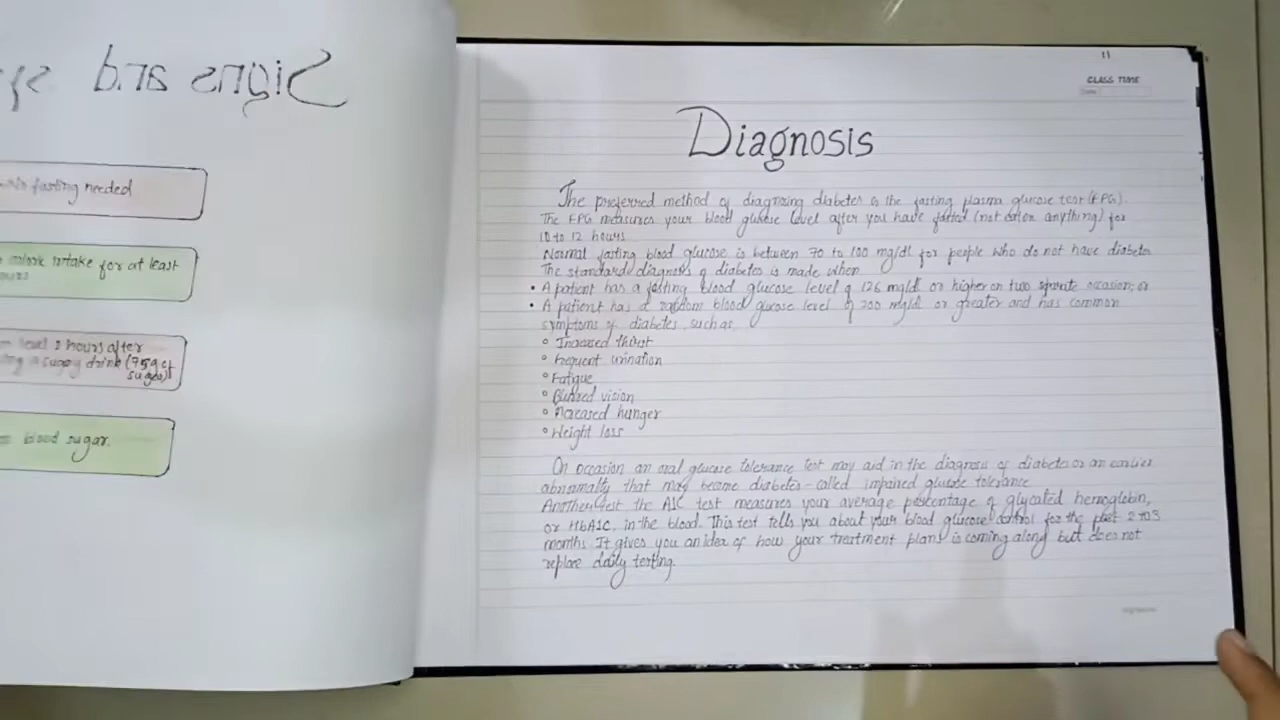 Signs and
fasting needed
intake for at least
level 2 hours after
a sugary drink (75g of
sugar)
blood sugar.
11
CLASS TIME
Date
Diagnosis
The preferred method of diagnosing diabetes is the fasting plasma glucose test (FPG).
The FPG measures your blood glucose level after you have fasted (not eaten anything) for
10 to 12 hours
Normal fasting blood glucose is between 70 to 100 mg/dl for people who do not have diabetes
The standard diagnosis of diabetes is made when
• A patient has a fasting blood glucose level of 126 mg/dl or higher on two separate occasion; or
• A patient has a random blood glucose level of 200 mg/dl or greater and has common
symptoms of diabetes, such as
° Increased thirst
° Frequent urination
° Fatigue
° Blurred vision
° Increased hunger
° Weight loss
On occasion an oral glucose tolerance test may aid in the diagnosis of diabetes or an earlier
abnormality that may become diabetes - called impaired glucose tolerance
Another test the A1C test measures your average percentage of glycated hemoglobin,
or HbA1C, in the blood. This test tells you about your blood glucose control for the past 2 to 3
months. It gives you an idea of how your treatment plans is coming along but does not
replace daily testing.